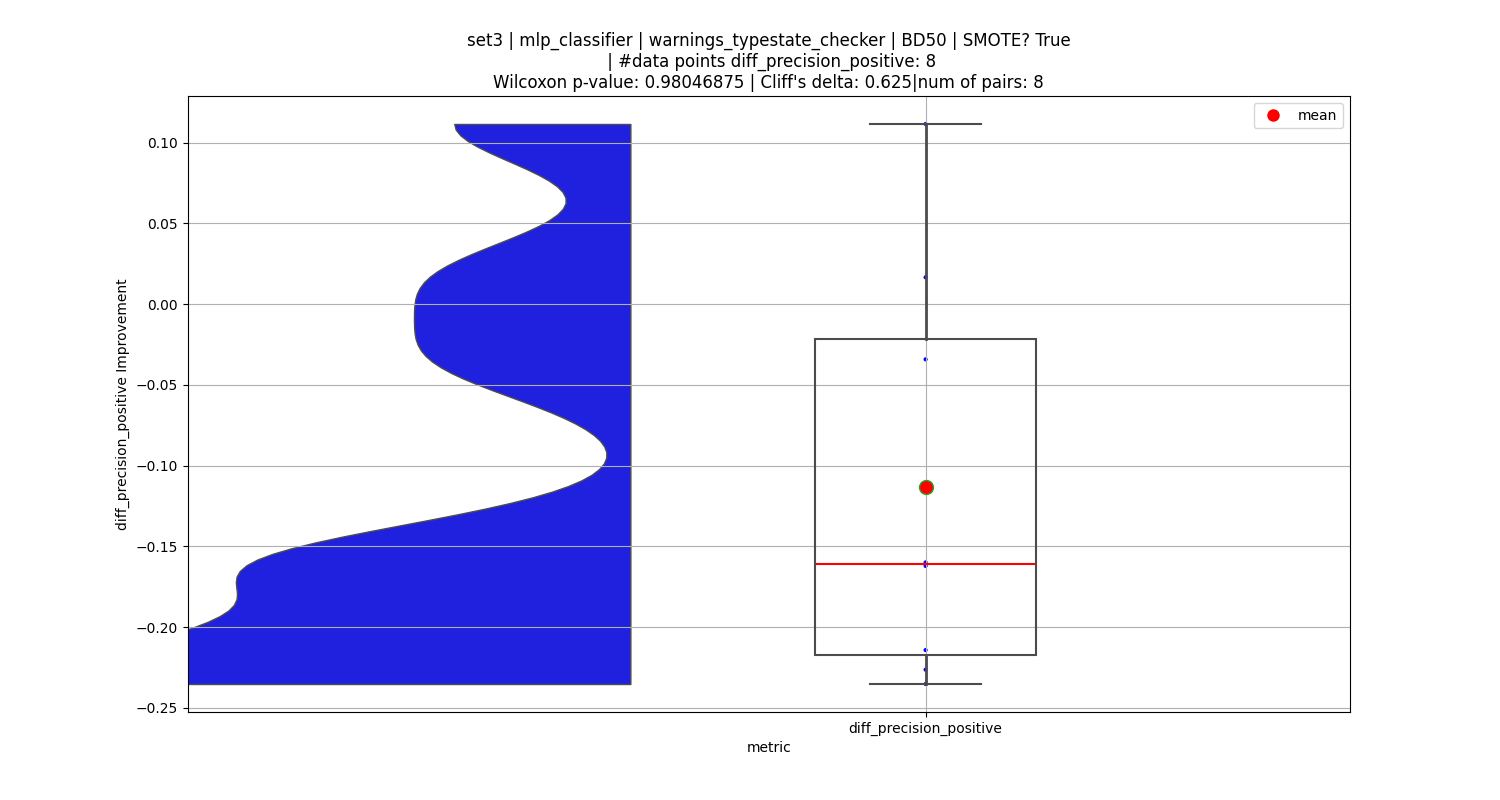 set3 | mlp_classifier | warnings_typestate_checker | BD50 | SMOTE? True
| #data points diff_precision_positive: 8
Wilcoxon p-value: 0.98046875 | Cliff's delta: 0.625|num of pairs: 8
mean
0.10
0.05
0.00
−0.05
−0.10
−0.15
−0.20
−0.25
diff_precision_positive Improvement
diff_precision_positive
metric